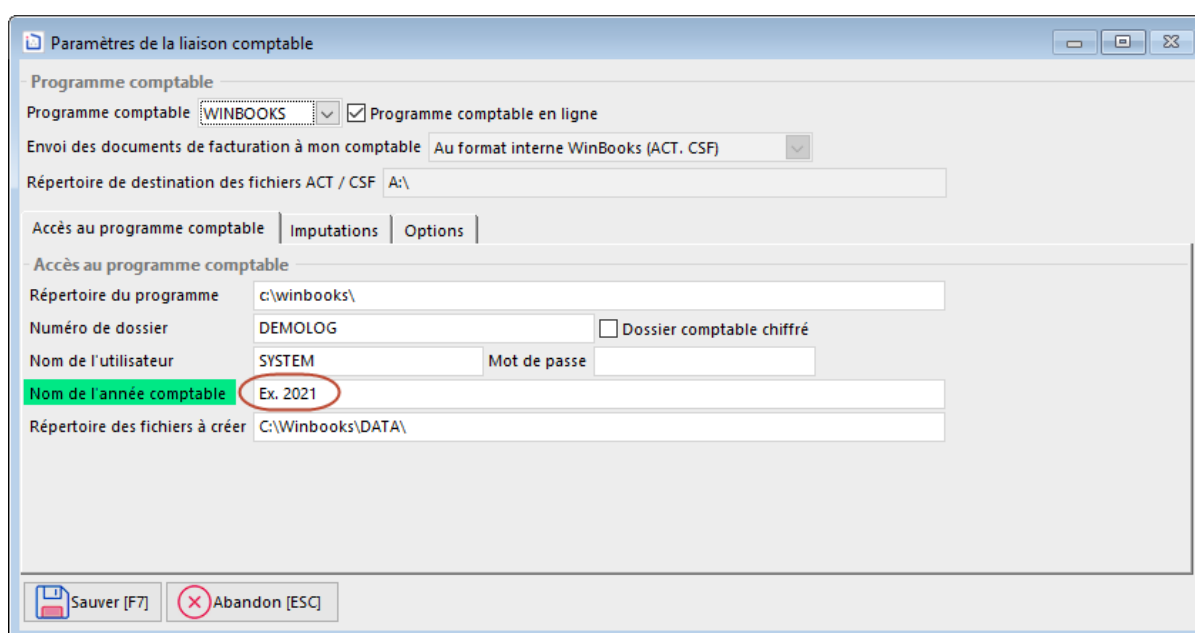 Paramètres de la liaison comptable
Programme comptable
Programme comptable WINBOOKS Programme comptable en ligne
Envoi des documents de facturation à mon comptable Au format interne WinBooks (ACT. CSF)
Répertoire de destination des fichiers ACT / CSF A:\
Accès au programme comptable Imputations Options
Accès au programme comptable
Répertoire du programme c:\winbooks\
Numéro de dossier DEMOLOG Dossier comptable chiffré
Nom de l'utilisateur SYSTEM Mot de passe
Nom de l'année comptable Ex. 2021
Répertoire des fichiers à créer C:\Winbooks\DATA\
Sauver [F7] Abandon [ESC]